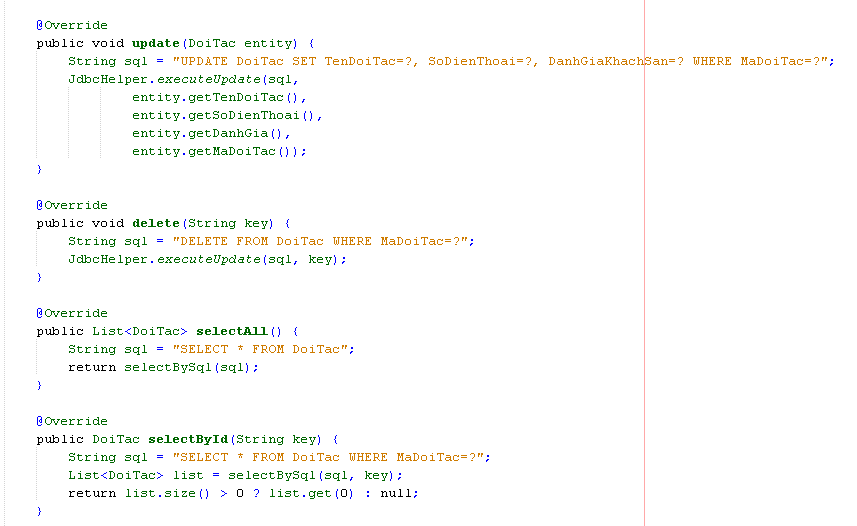 @Override
public void update(DoiTac entity) {
String sql = "UPDATE DoiTac SET TenDoiTac=?, SoDienThoai=?, DanhGiaKhachSan=? WHERE MaDoiTac=?";
JdbcHelper.executeUpdate(sql,
entity.getTenDoiTac(),
entity.getSoDienThoai(),
entity.getDanhGia(),
entity.getMaDoiTac());
}
@Override
public void delete(String key) {
String sql = "DELETE FROM DoiTac WHERE MaDoiTac=?";
JdbcHelper.executeUpdate(sql, key);
}
@Override
public List<DoiTac> selectAll() {
String sql = "SELECT * FROM DoiTac";
return selectBySql(sql);
}
@Override
public DoiTac selectById(String key) {
String sql = "SELECT * FROM DoiTac WHERE MaDoiTac=?";
List<DoiTac> list = selectBySql(sql, key);
return list.size() > 0 ? list.get(0) : null;
}